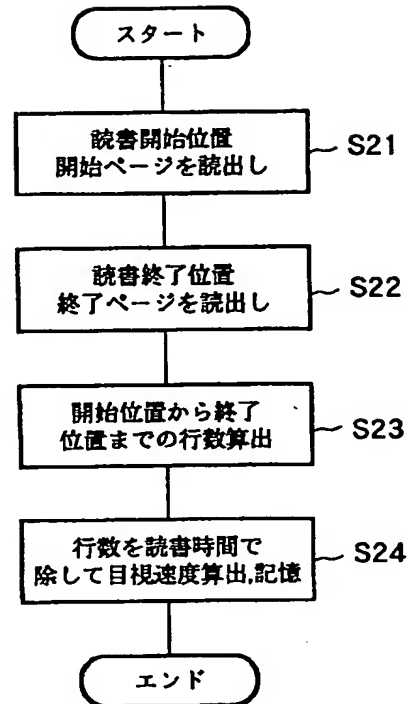 スタート
読書開始位置
開始ページを読出し
S21
読書終了位置
終了ページを読出し
S22
開始位置から終了
位置までの行数算出
S23
行数を読書時間で
除して目視速度算出,記憶
S24
エンド